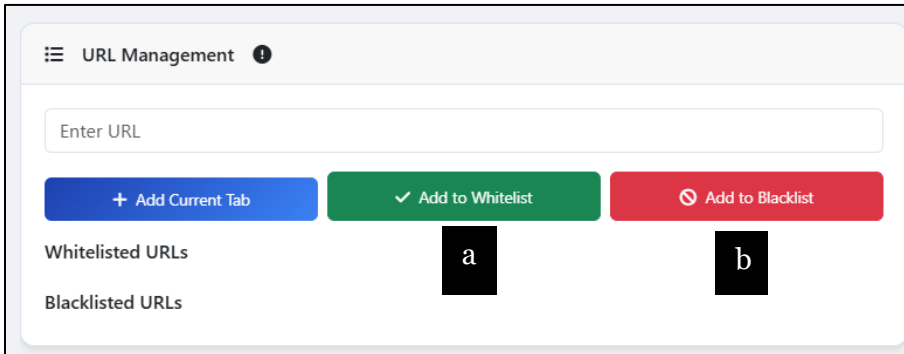 URL Management
Enter URL
+ Add Current Tab
Add to Whitelist
Add to Blacklist
Whitelisted URLs
a
b
Blacklisted URLs